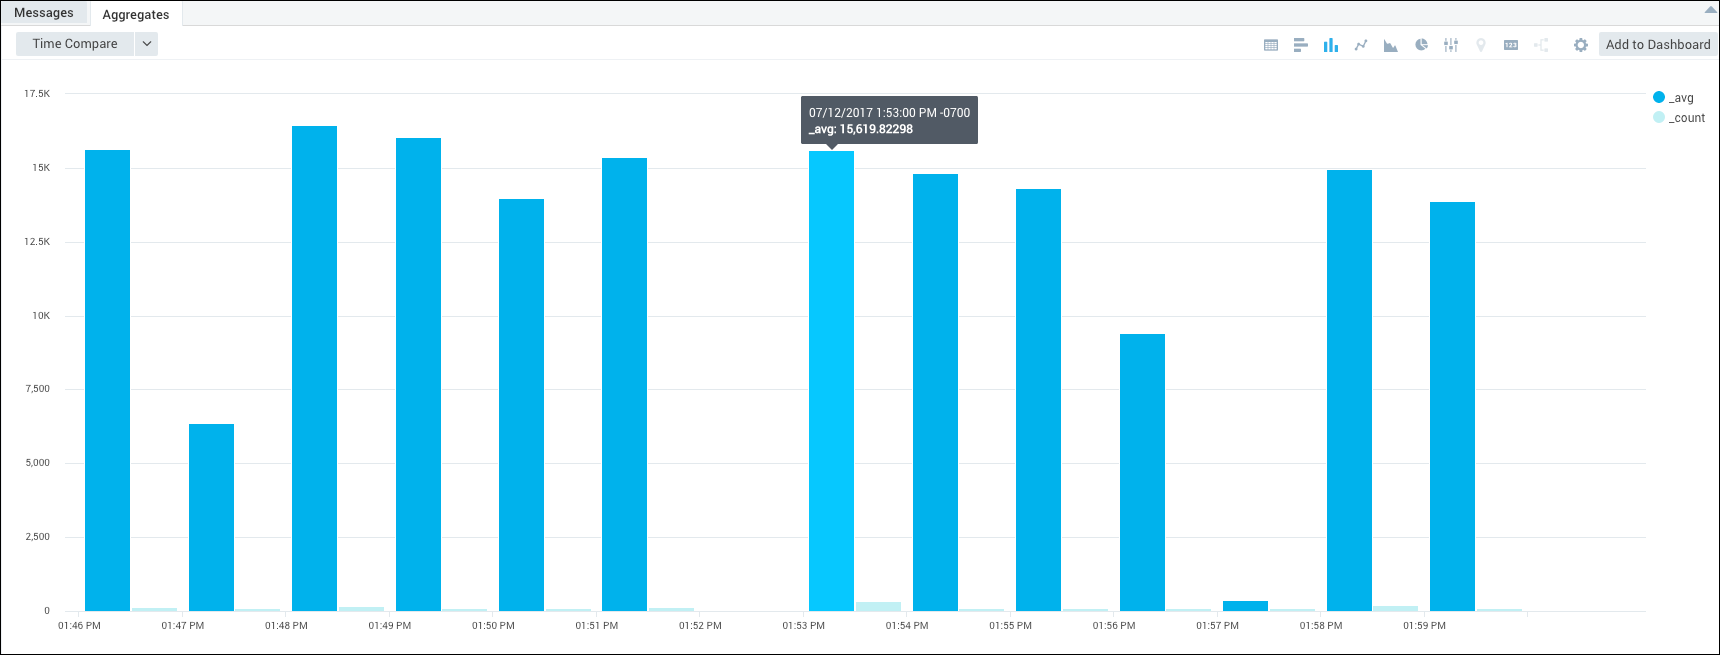 Messages
Aggregates
Time Compare
123
Add to Dashboard
17.5K
15K
12.5K
10K
7,500
5,000
2,500
0
07/12/2017 1:53:00 PM -0700
_avg: 15,619.82298
_avg
_count
01:46 PM
01:47 PM
01:48 PM
01:49 PM
01:50 PM
01:51 PM
01:52 PM
01:53 PM
01:54 PM
01:55 PM
01:56 PM
01:57 PM
01:58 PM
01:59 PM